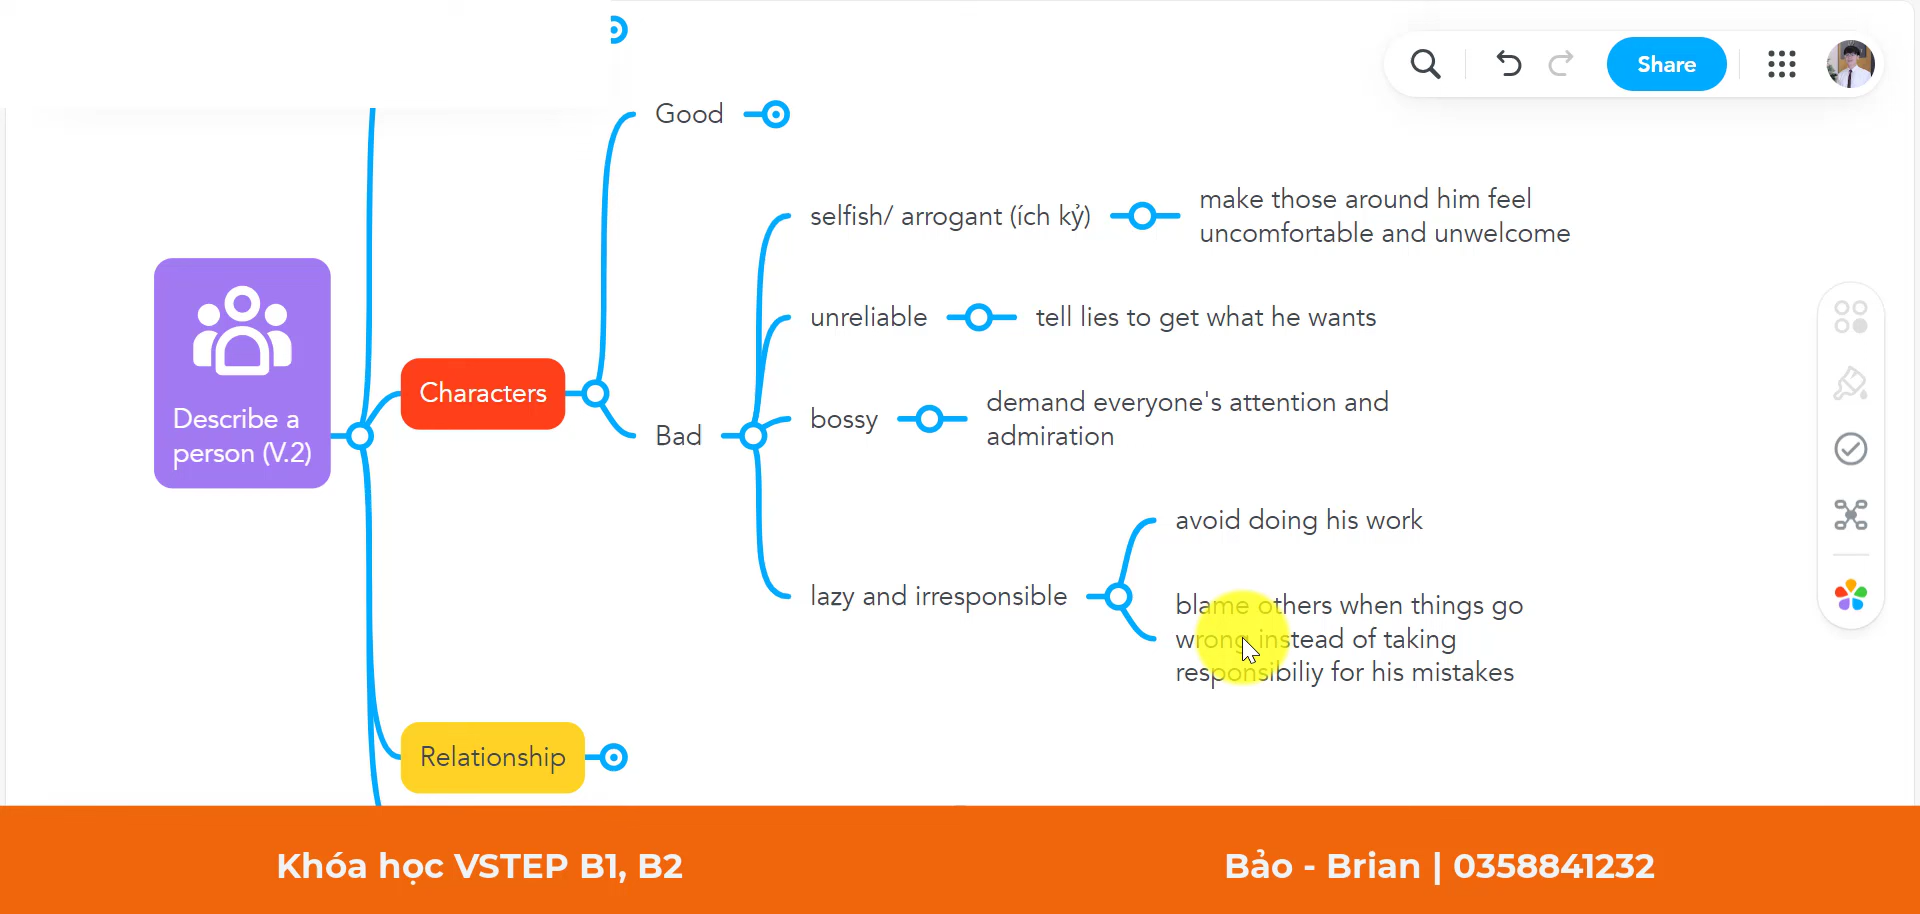 Share
Good
selfish/ arrogant (ích kỷ)
make those around him feel
uncomfortable and unwelcome
unreliable
tell lies to get what he wants
Describe a
person (V.2)
Characters
Bad
bossy
demand everyone's attention and
admiration
lazy and irresponsible
avoid doing his work
blame others when things go
wrong instead of taking
responsibiliy for his mistakes
Relationship
Khóa học VSTEP B1, B2
Bảo - Brian | 0358841232